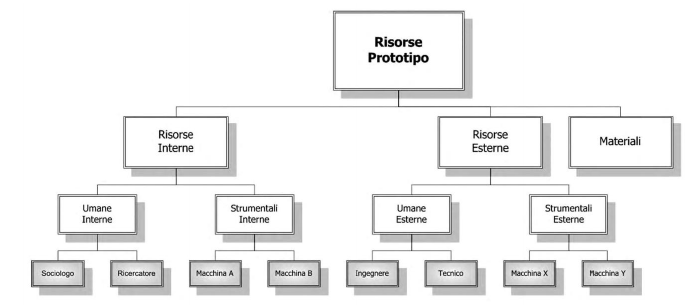 Risorse
Prototipo
Risorse
Interne
Risorse
Esterne
Materiali
Umane
Interne
Strumentali
Interne
Umane
Esterne
Strumentali
Esterne
Sociologo
Ricercatore
Macchina A
Macchina B
Ingegnere
Tecnico
Macchina X
Macchina Y